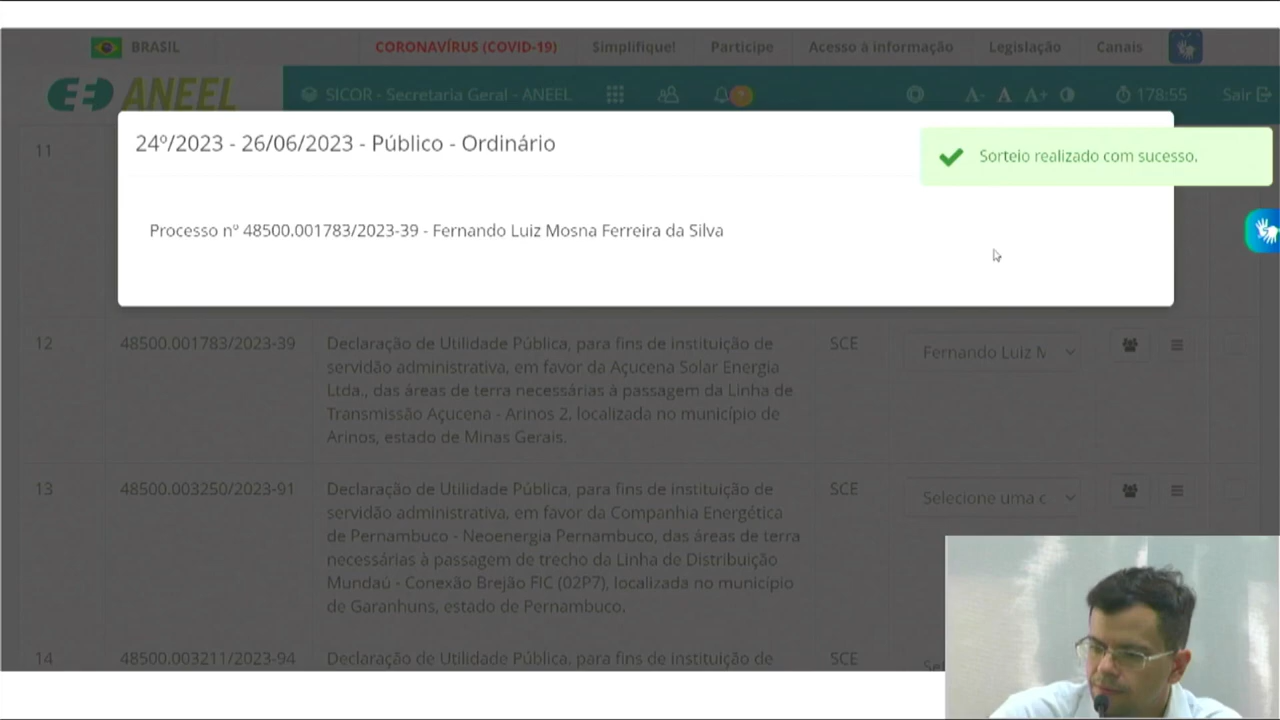 BRASIL
CORONAVÍRUS (COVID-19)
Simplifique!
Participe
Acesso à informação
Legislação
Canais
ANEEL
SICOR - Secretaria Geral - ANEEL
A- A A+
178:55
Sair
11
24º/2023 - 26/06/2023 - Público - Ordinário
Sorteio realizado com sucesso.
Processo nº 48500.001783/2023-39 - Fernando Luiz Mosna Ferreira da Silva
12
48500.001783/2023-39
Declaração de Utilidade Pública, para fins de instituição de
servidão administrativa, em favor da Açucena Solar Energia
Ltda., das áreas de terra necessárias à passagem da Linha de
Transmissão Açucena - Arinos 2, localizada no município de
Arinos, estado de Minas Gerais.
SCE
Fernando Luiz M
13
48500.003250/2023-91
Declaração de Utilidade Pública, para fins de instituição de
servidão administrativa, em favor da Companhia Energética
de Pernambuco - Neoenergia Pernambuco, das áreas de terra
necessárias à passagem de trecho da Linha de Distribuição
Mundaú - Conexão Brejão FIC (02P7), localizada no município
de Garanhuns, estado de Pernambuco.
SCE
Selecione uma c
14
48500.003211/2023-94
Declaração de Utilidade Pública, para fins de instituição de
SCE